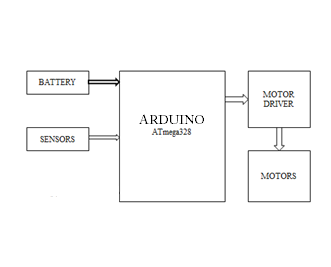 BATTERY
SENSORS
ARDUINO
ATmega328
MOTOR
DRIVER
MOTORS